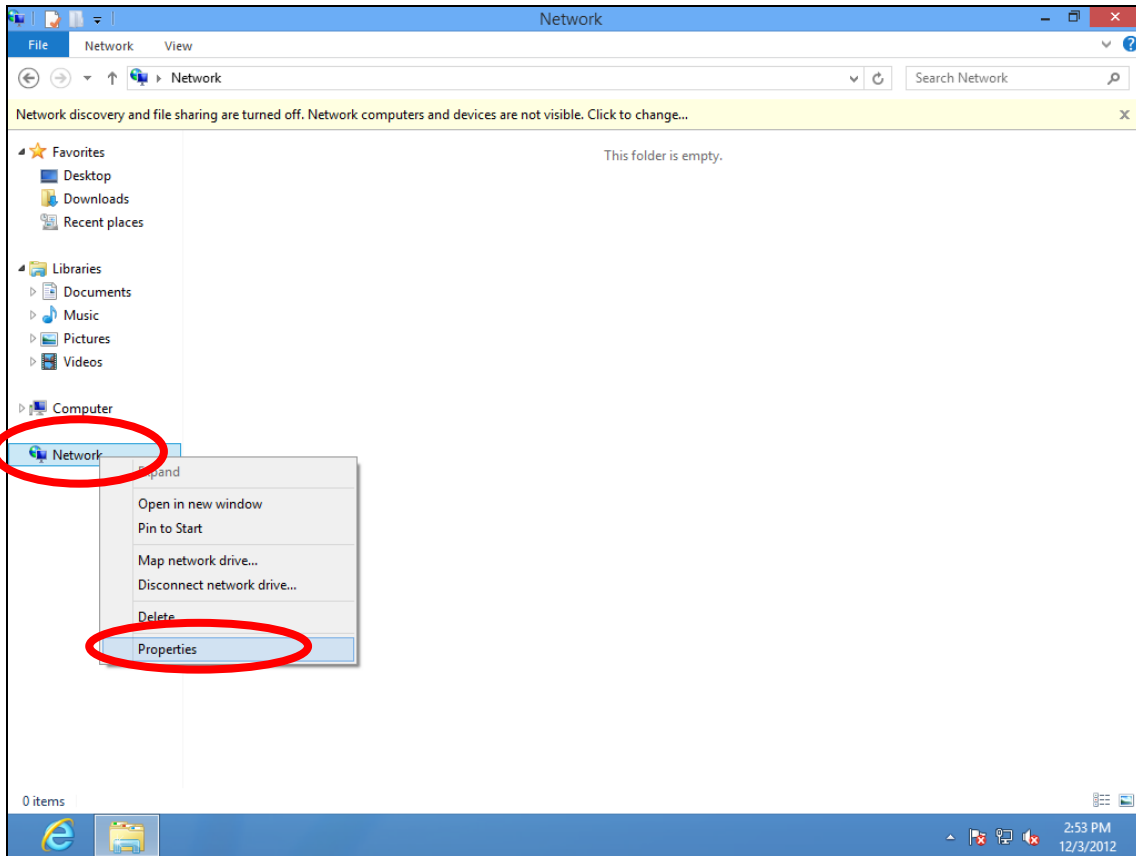 Network
File Network View
Network
Search Network
Network discovery and file sharing are turned off. Network computers and devices are not visible. Click to change...
This folder is empty.
Favorites
Desktop
Downloads
Recent places
Libraries
Documents
Music
Pictures
Videos
Computer
Network
Expand
Open in new window
Pin to Start
Map network drive...
Disconnect network drive...
Delete
Properties
0 items
2:53 PM
12/3/2012